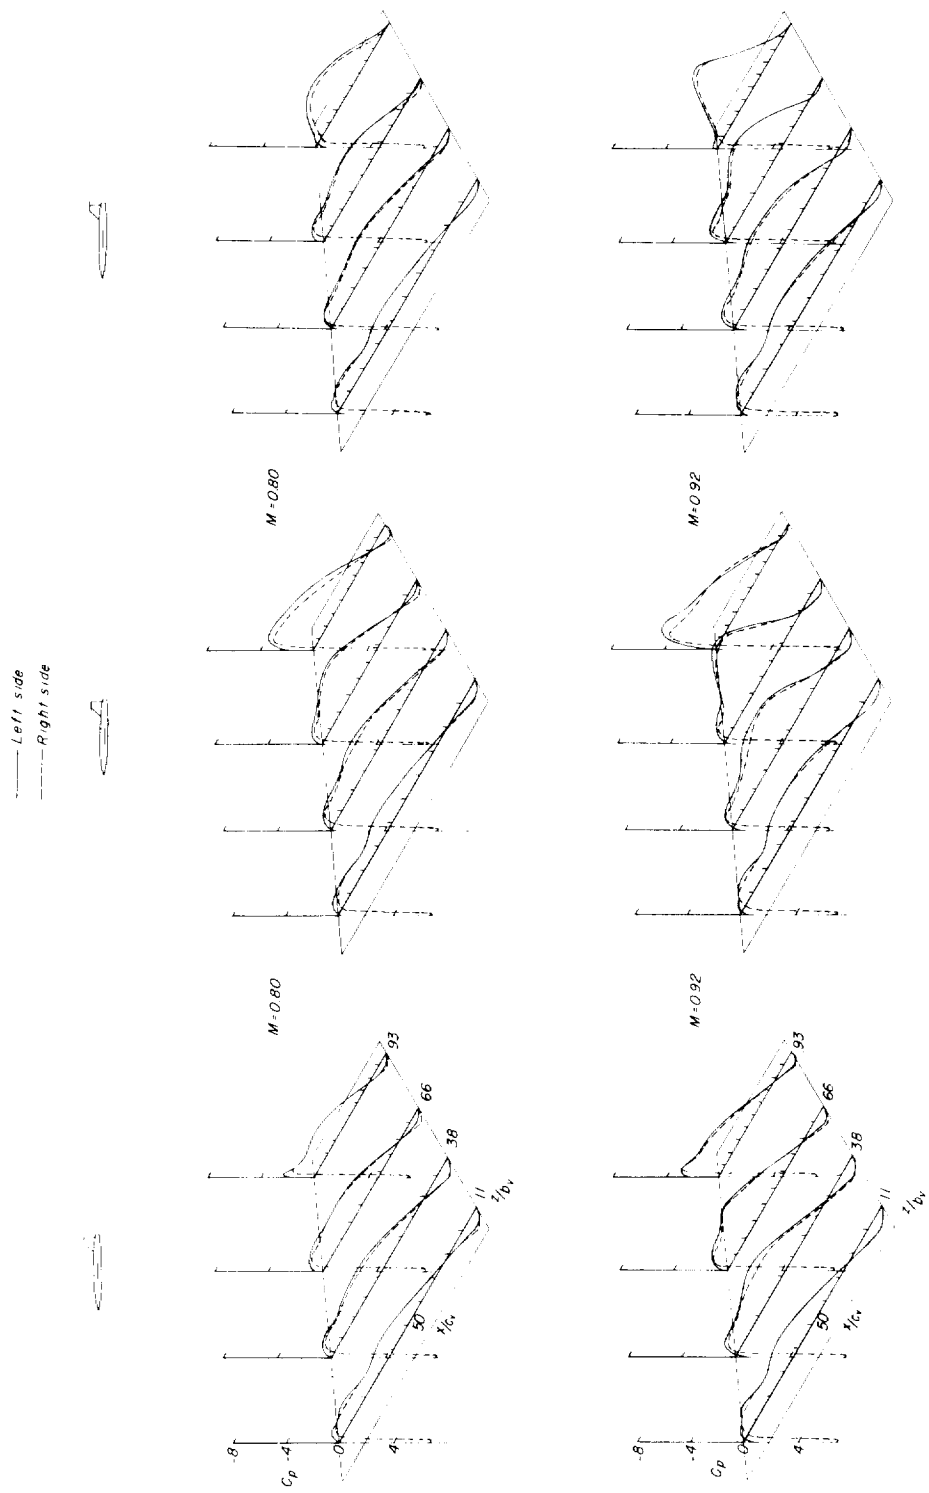 Left side
Right side
M=0.80
M=0.80
93
66
38
11
z/bᵥ
50
x/cᵥ
-8
-4
0
4
Cₚ
M=0.92
M=0.92
93
66
38
11
z/bᵥ
50
x/cᵥ
-8
-4
0
4
Cₚ